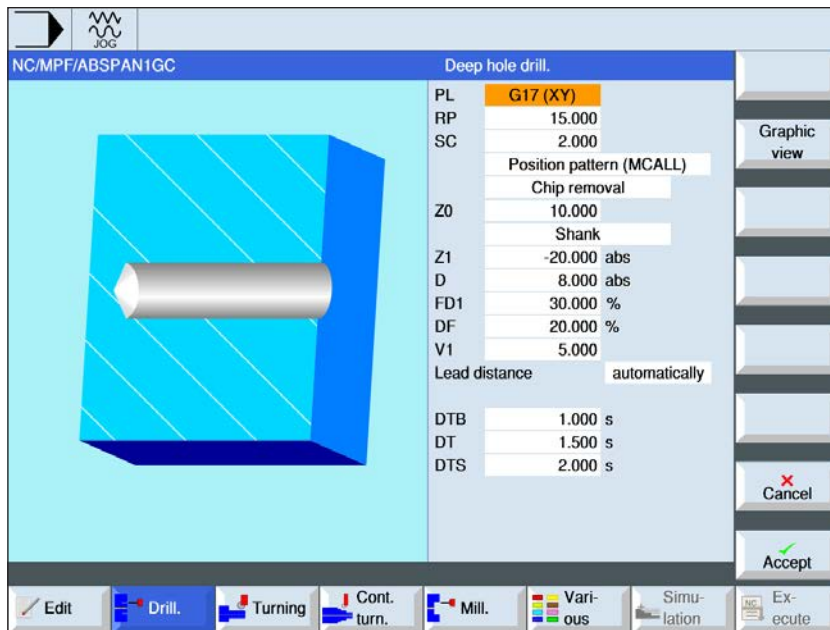 JOG
NC/MPF/ABSPAN1GC
Deep hole drill.
PL G17 (XY)
RP 15.000
SC 2.000
Position pattern (MCALL)
Chip removal
Z0 10.000
Shank
Z1 -20.000 abs
D 8.000 abs
FD1 30.000 %
DF 20.000 %
V1 5.000
Lead distance automatically
DTB 1.000 s
DT 1.500 s
DTS 2.000 s
Graphic
view
Cancel
Accept
Edit
Drill.
Turning
Cont.
turn.
Mill.
Vari-
ous
Simu-
lation
NC
Ex-
ecute